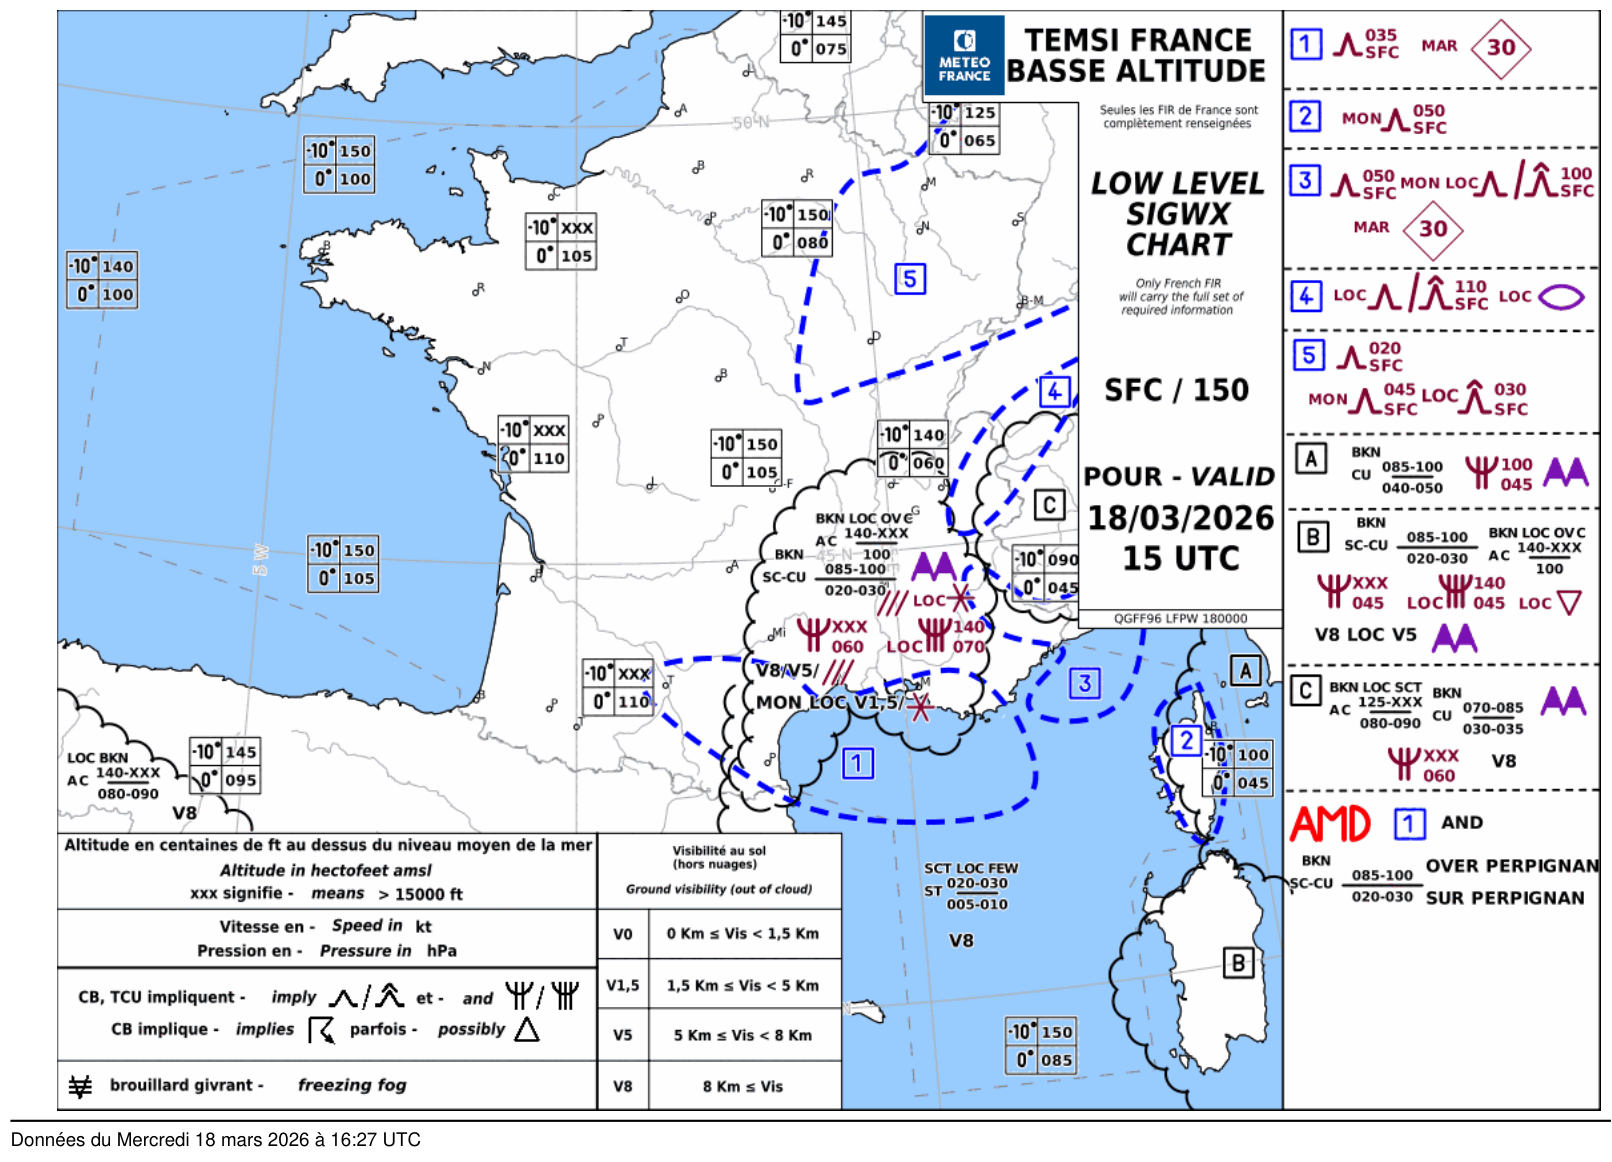 METEO
FRANCE
TEMSI FRANCE
BASSE ALTITUDE
Seules les FIR de France sont
complètement renseignées
LOW LEVEL
SIGWX
CHART
Only French FIR
will carry the full set of
required information
SFC / 150
POUR - VALID
18/03/2026
15 UTC
QGFF96 LFPW 180000
-10° 145
0° 075
-10° 125
0° 065
-10° 150
0° 100
-10° XXX
0° 105
-10° 150
0° 080
-10° 140
0° 100
-10° XXX
0° 110
-10° 150
0° 105
-10° 140
0° 060
-10° 150
0° 105
-10° 090
0° 045
-10° XXX
0° 110
-10° 145
0° 095
-10° 100
0° 045
-10° 150
0° 085
50°N
45 N
5 W
L
A
C
C
B
R
M
P
N
S
B
R
O
B-M
T
D
N
B
P
L
C-F
G
A
B
Mi
T
B
P
T
M
N
P
B
5
4
C
3
A
2
1
B
BKN LOC OVC
AC 140-XXX
100
BKN
SC-CU 085-100
020-030
LOC
XXX
060
LOC 140
070
V8/V5/
MON LOC V1,5/
LOC BKN
AC 140-XXX
080-090
V8
SCT LOC FEW
ST 020-030
005-010
V8
1 035
SFC MAR 30
2 MON 050
SFC
3 050
SFC MON LOC / 100
SFC
MAR 30
4 LOC / 110
SFC LOC
5 020
SFC
MON 045
SFC LOC 030
SFC
A BKN
CU 085-100
040-050
100
045
B BKN
SC-CU 085-100
020-030
BKN LOC OVC
AC 140-XXX
100
XXX
045
LOC 140
045 LOC
V8 LOC V5
C BKN LOC SCT
AC 125-XXX
080-090
BKN
CU 070-085
030-035
XXX
060
V8
AMD 1 AND
BKN
SC-CU 085-100
020-030
OVER PERPIGNAN
SUR PERPIGNAN
Altitude en centaines de ft au dessus du niveau moyen de la mer
Altitude in hectofeet amsl
xxx signifie - means > 15000 ft
Vitesse en - Speed in kt
Pression en - Pressure in hPa
CB, TCU impliquent - imply / et - and /
CB implique - implies parfois - possibly
brouillard givrant - freezing fog
Visibilité au sol
(hors nuages)
Ground visibility (out of cloud)
V0 0 Km ≤ Vis < 1,5 Km
V1,5 1,5 Km ≤ Vis < 5 Km
V5 5 Km ≤ Vis < 8 Km
V8 8 Km ≤ Vis
Données du Mercredi 18 mars 2026 à 16:27 UTC